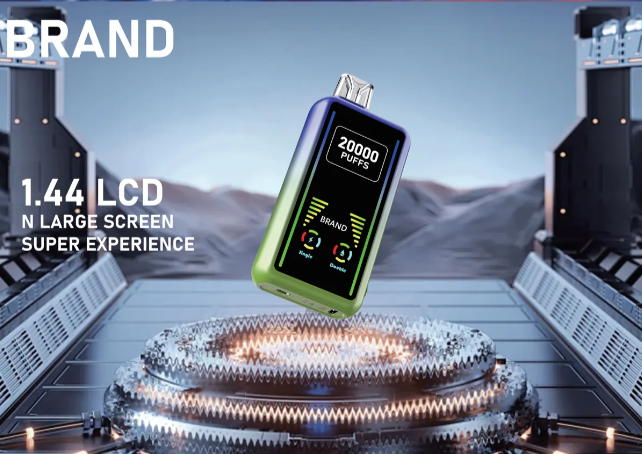 BRAND
1.44 LCD
N LARGE SCREEN
SUPER EXPERIENCE
20000
PUFFS
BRAND
Single
Double